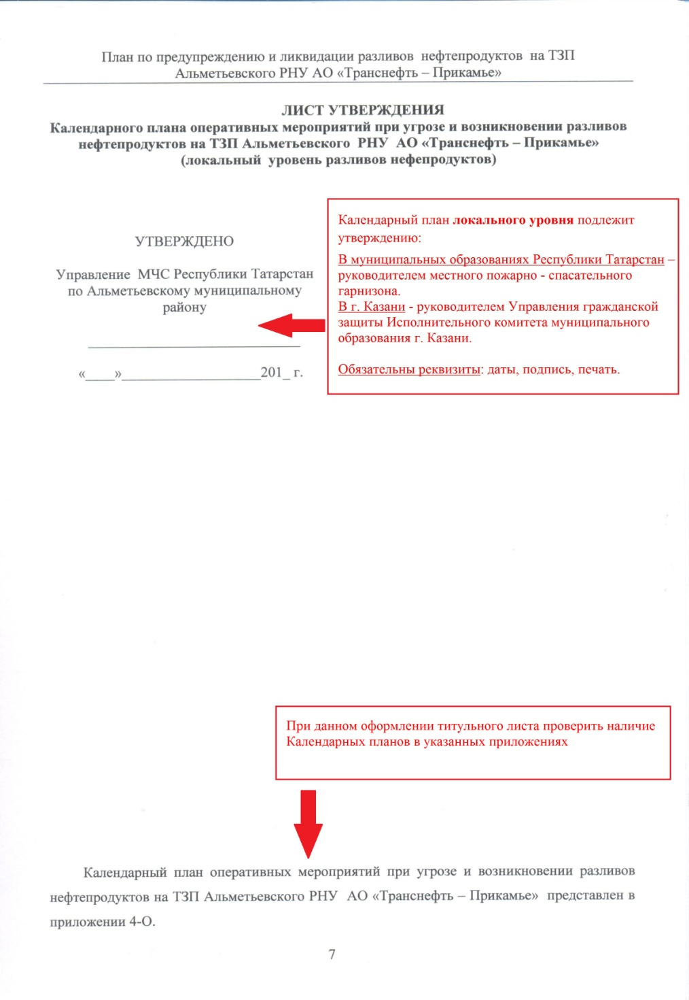 План по предупреждению и ликвидации разливов нефтепродуктов на ТЗП
Альметьевского РНУ АО «Транснефть – Прикамье»
ЛИСТ УТВЕРЖДЕНИЯ
Календарного плана оперативных мероприятий при угрозе и возникновении разливов
нефтепродуктов на ТЗП Альметьевского РНУ АО «Транснефть – Прикамье»
(локальный уровень разливов нефепродуктов)
УТВЕРЖДЕНО
Управление МЧС Республики Татарстан
по Альметьевскому муниципальному
району
«____»___________________201_ г.
Календарный план локального уровня подлежит
утверждению:
В муниципальных образованиях Республики Татарстан –
руководителем местного пожарно - спасательного
гарнизона.
В г. Казани - руководителем Управления гражданской
защиты Исполнительного комитета муниципального
образования г. Казани.
Обязательны реквизиты: даты, подпись, печать.
При данном оформлении титульного листа проверить наличие
Календарных планов в указанных приложениях
Календарный план оперативных мероприятий при угрозе и возникновении разливов
нефтепродуктов на ТЗП Альметьевского РНУ АО «Транснефть – Прикамье» представлен в
приложении 4-О.
7